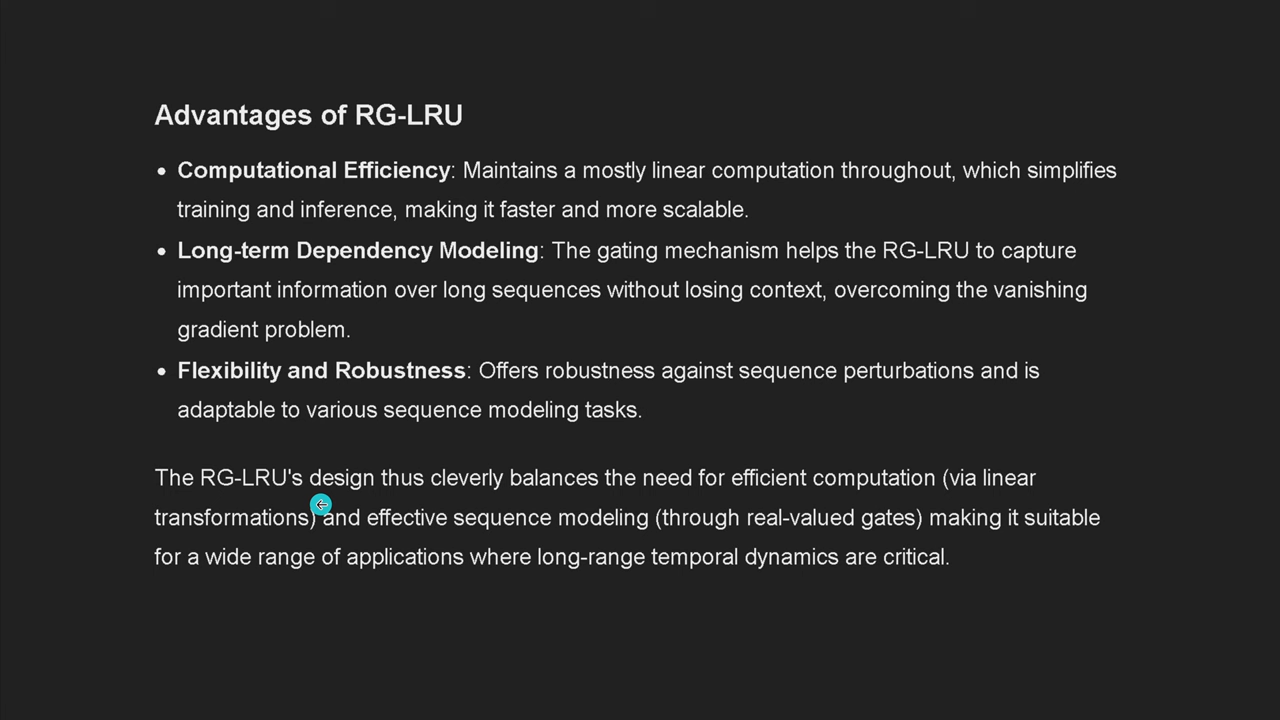 Advantages of RG-LRU
• Computational Efficiency: Maintains a mostly linear computation throughout, which simplifies
training and inference, making it faster and more scalable.
• Long-term Dependency Modeling: The gating mechanism helps the RG-LRU to capture
important information over long sequences without losing context, overcoming the vanishing
gradient problem.
• Flexibility and Robustness: Offers robustness against sequence perturbations and is
adaptable to various sequence modeling tasks.
The RG-LRU's design thus cleverly balances the need for efficient computation (via linear
transformations) and effective sequence modeling (through real-valued gates) making it suitable
for a wide range of applications where long-range temporal dynamics are critical.